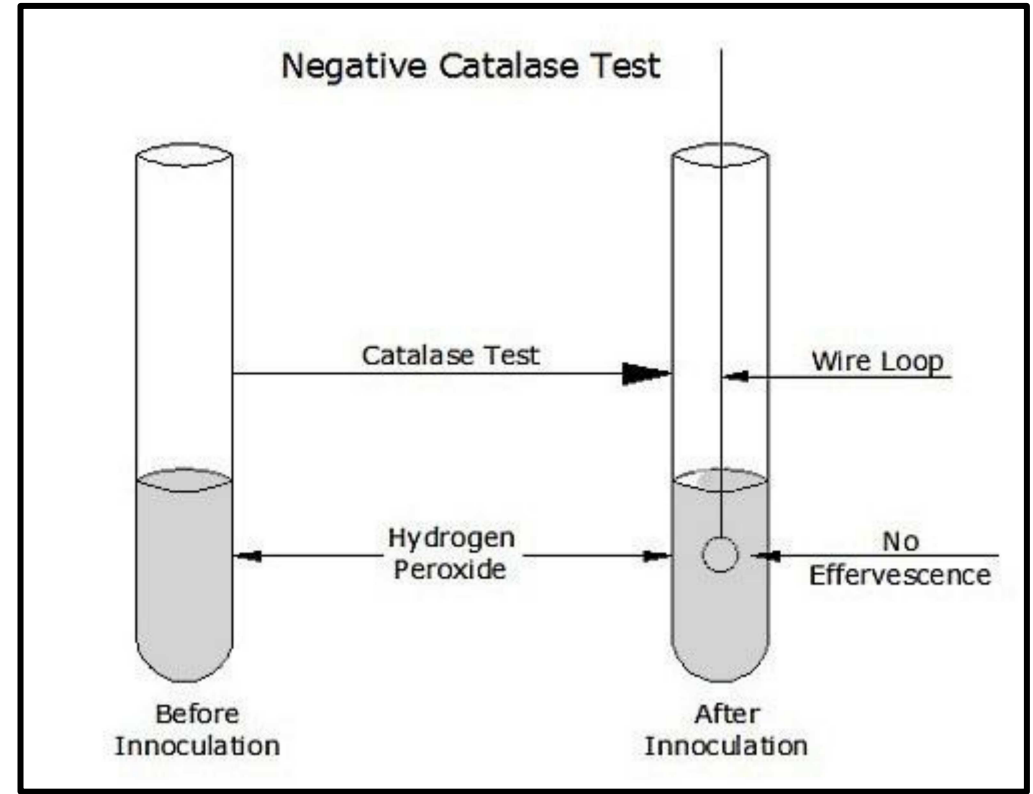 Negative Catalase Test
Catalase Test
Wire Loop
Hydrogen
Peroxide
No
Effervescence
Before
Innoculation
After
Innoculation